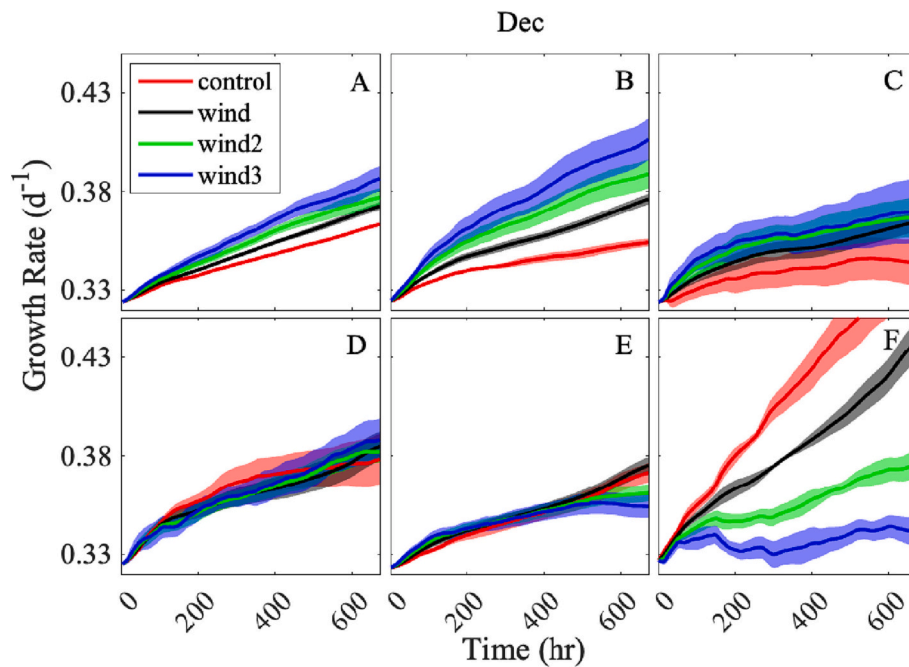 Dec
control
wind
wind2
wind3
A
B
C
0.43
0.38
0.33
D
E
F
0.43
0.38
0.33
0
200
400
600
0
200
400
600
0
200
400
600
Growth Rate (d⁻¹)
Time (hr)